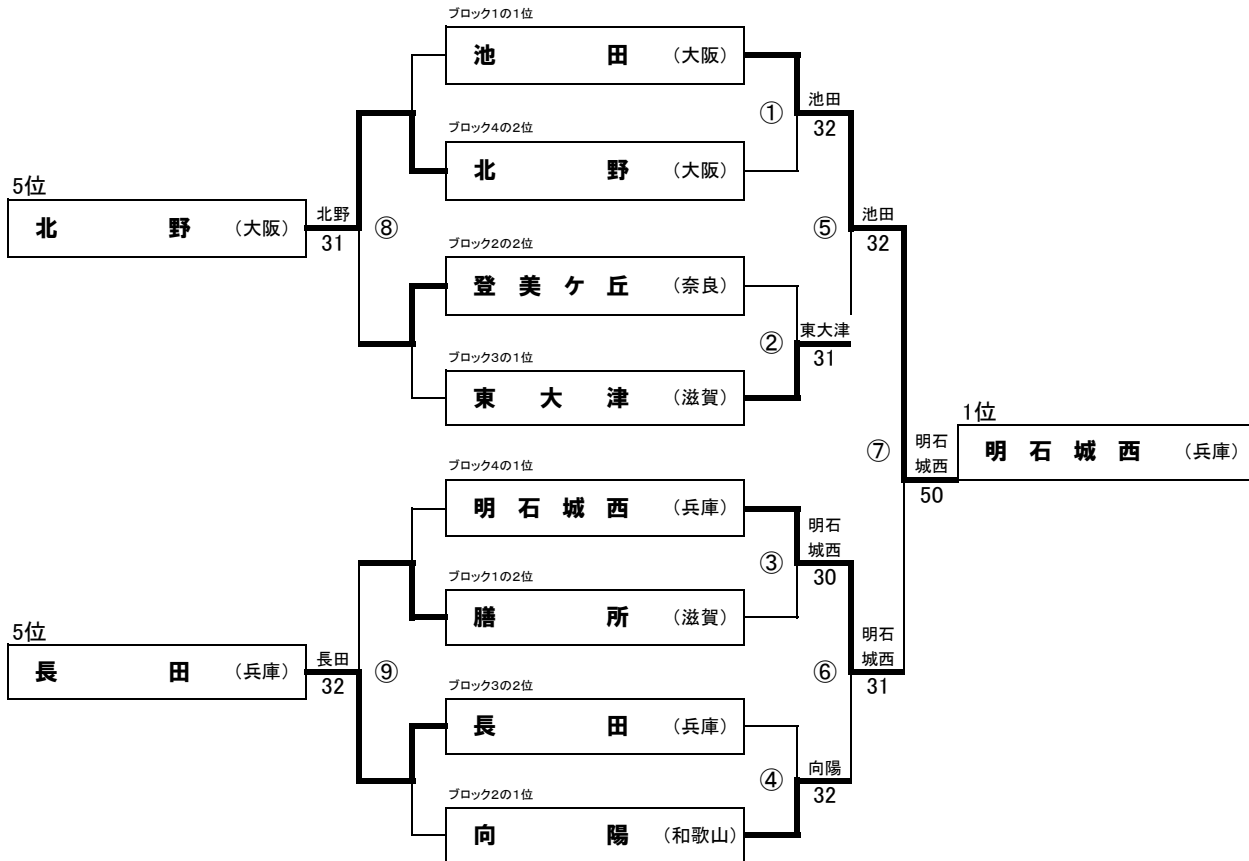 ブロック1の1位
池田 (大阪)
① 池田
32
ブロック4の2位
北野 (大阪)
5位
北野 (大阪)
北野
31
⑧
⑤ 池田
32
ブロック2の2位
登美ケ丘 (奈良)
② 東大津
31
ブロック3の1位
東大津 (滋賀)
1位
明石城西 (兵庫)
⑦ 明石
城西
50
ブロック4の1位
明石城西 (兵庫)
③ 明石
城西
30
ブロック1の2位
膳所 (滋賀)
5位
長田 (兵庫)
長田
32
⑨
⑥ 明石
城西
31
ブロック3の2位
長田 (兵庫)
④ 向陽
32
ブロック2の1位
向陽 (和歌山)